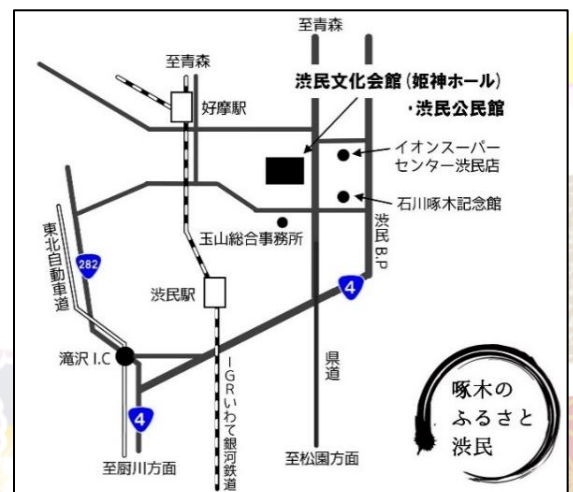 至青森
至青森
渋民文化会館(姫神ホール)
・渋民公民館
好摩駅
イオンスーパー
センター渋民店
石川啄木記念館
玉山総合事務所
渋民B.P
東北自動車道
282
渋民駅
4
滝沢I.C
県道
IGRいわて銀河鉄道
4
啄木の
ふるさと
渋民
至厨川方面
至松園方面